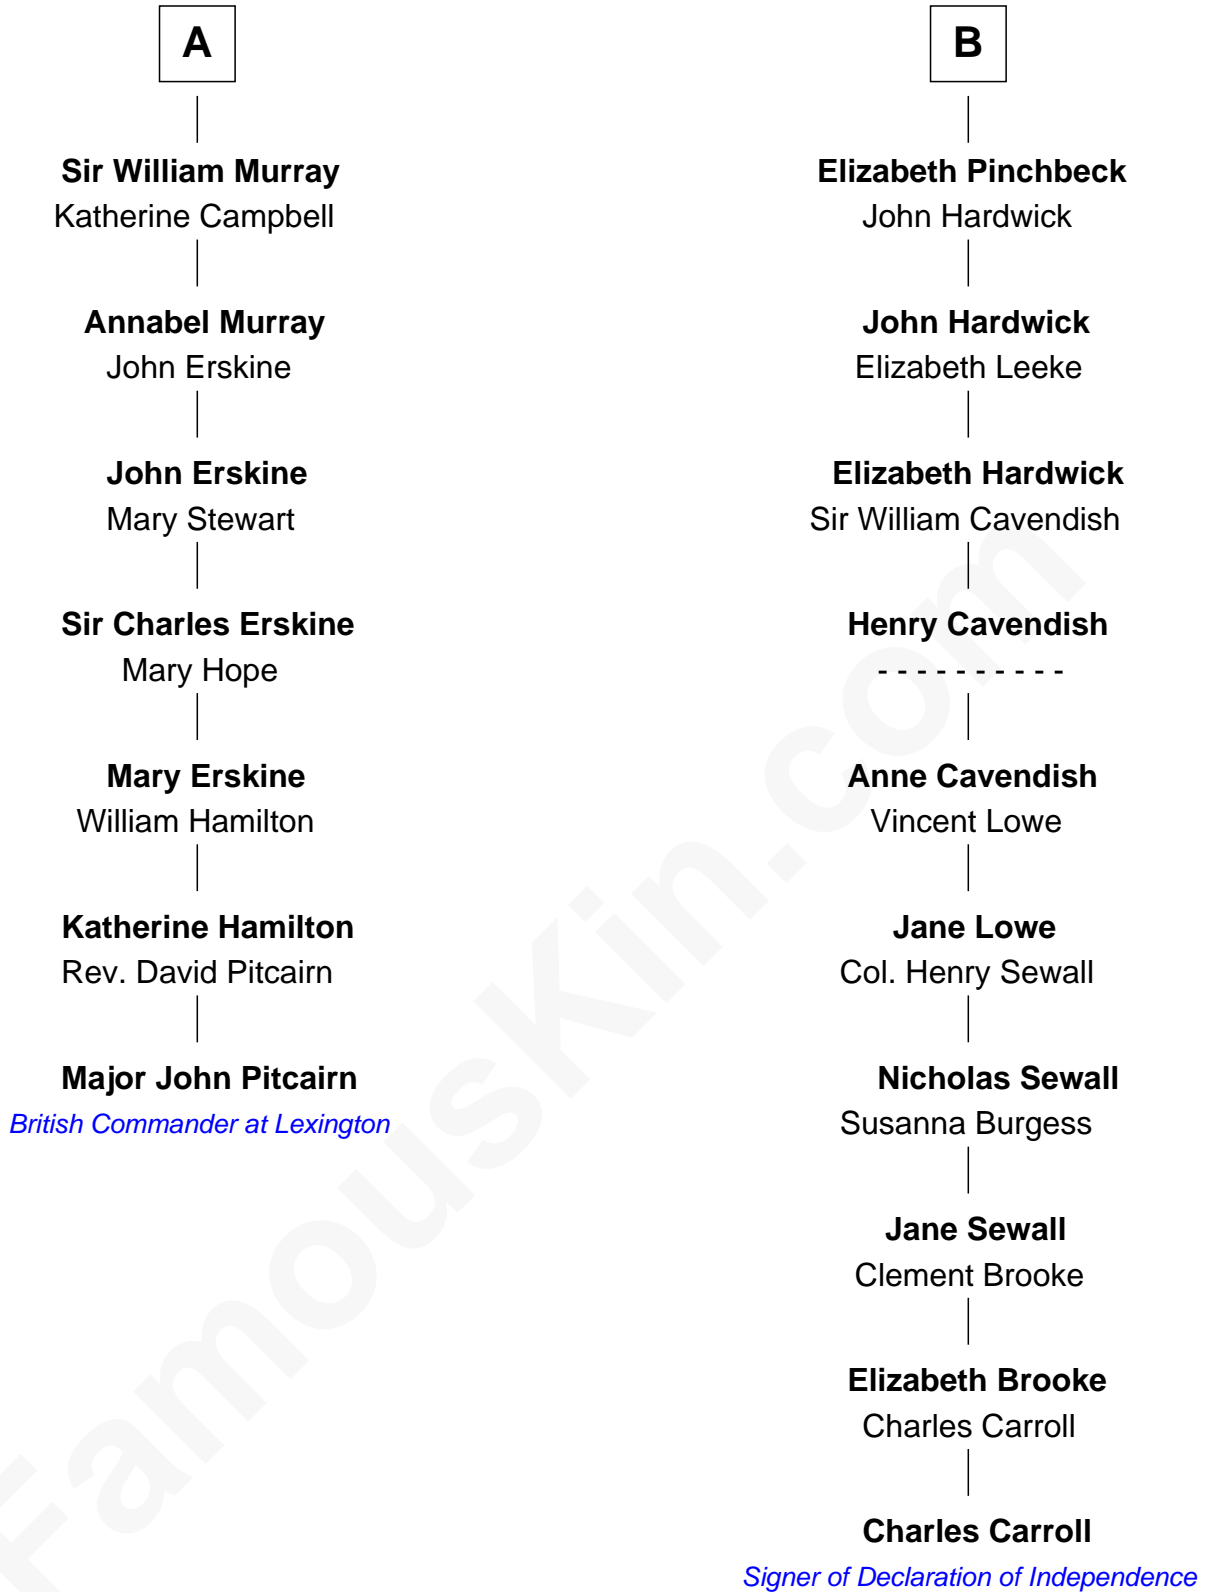 A
Sir William Murray
Katherine Campbell
Annabel Murray
John Erskine
John Erskine
Mary Stewart
Sir Charles Erskine
Mary Hope
Mary Erskine
William Hamilton
Katherine Hamilton
Rev. David Pitcairn
Major John Pitcairn
British Commander at Lexington
B
Elizabeth Pinchbeck
John Hardwick
John Hardwick
Elizabeth Leeke
Elizabeth Hardwick
Sir William Cavendish
Henry Cavendish
- - - - - - - - - -
Anne Cavendish
Vincent Lowe
Jane Lowe
Col. Henry Sewall
Nicholas Sewall
Susanna Burgess
Jane Sewall
Clement Brooke
Elizabeth Brooke
Charles Carroll
Charles Carroll
Signer of Declaration of Independence
FamousKin.com